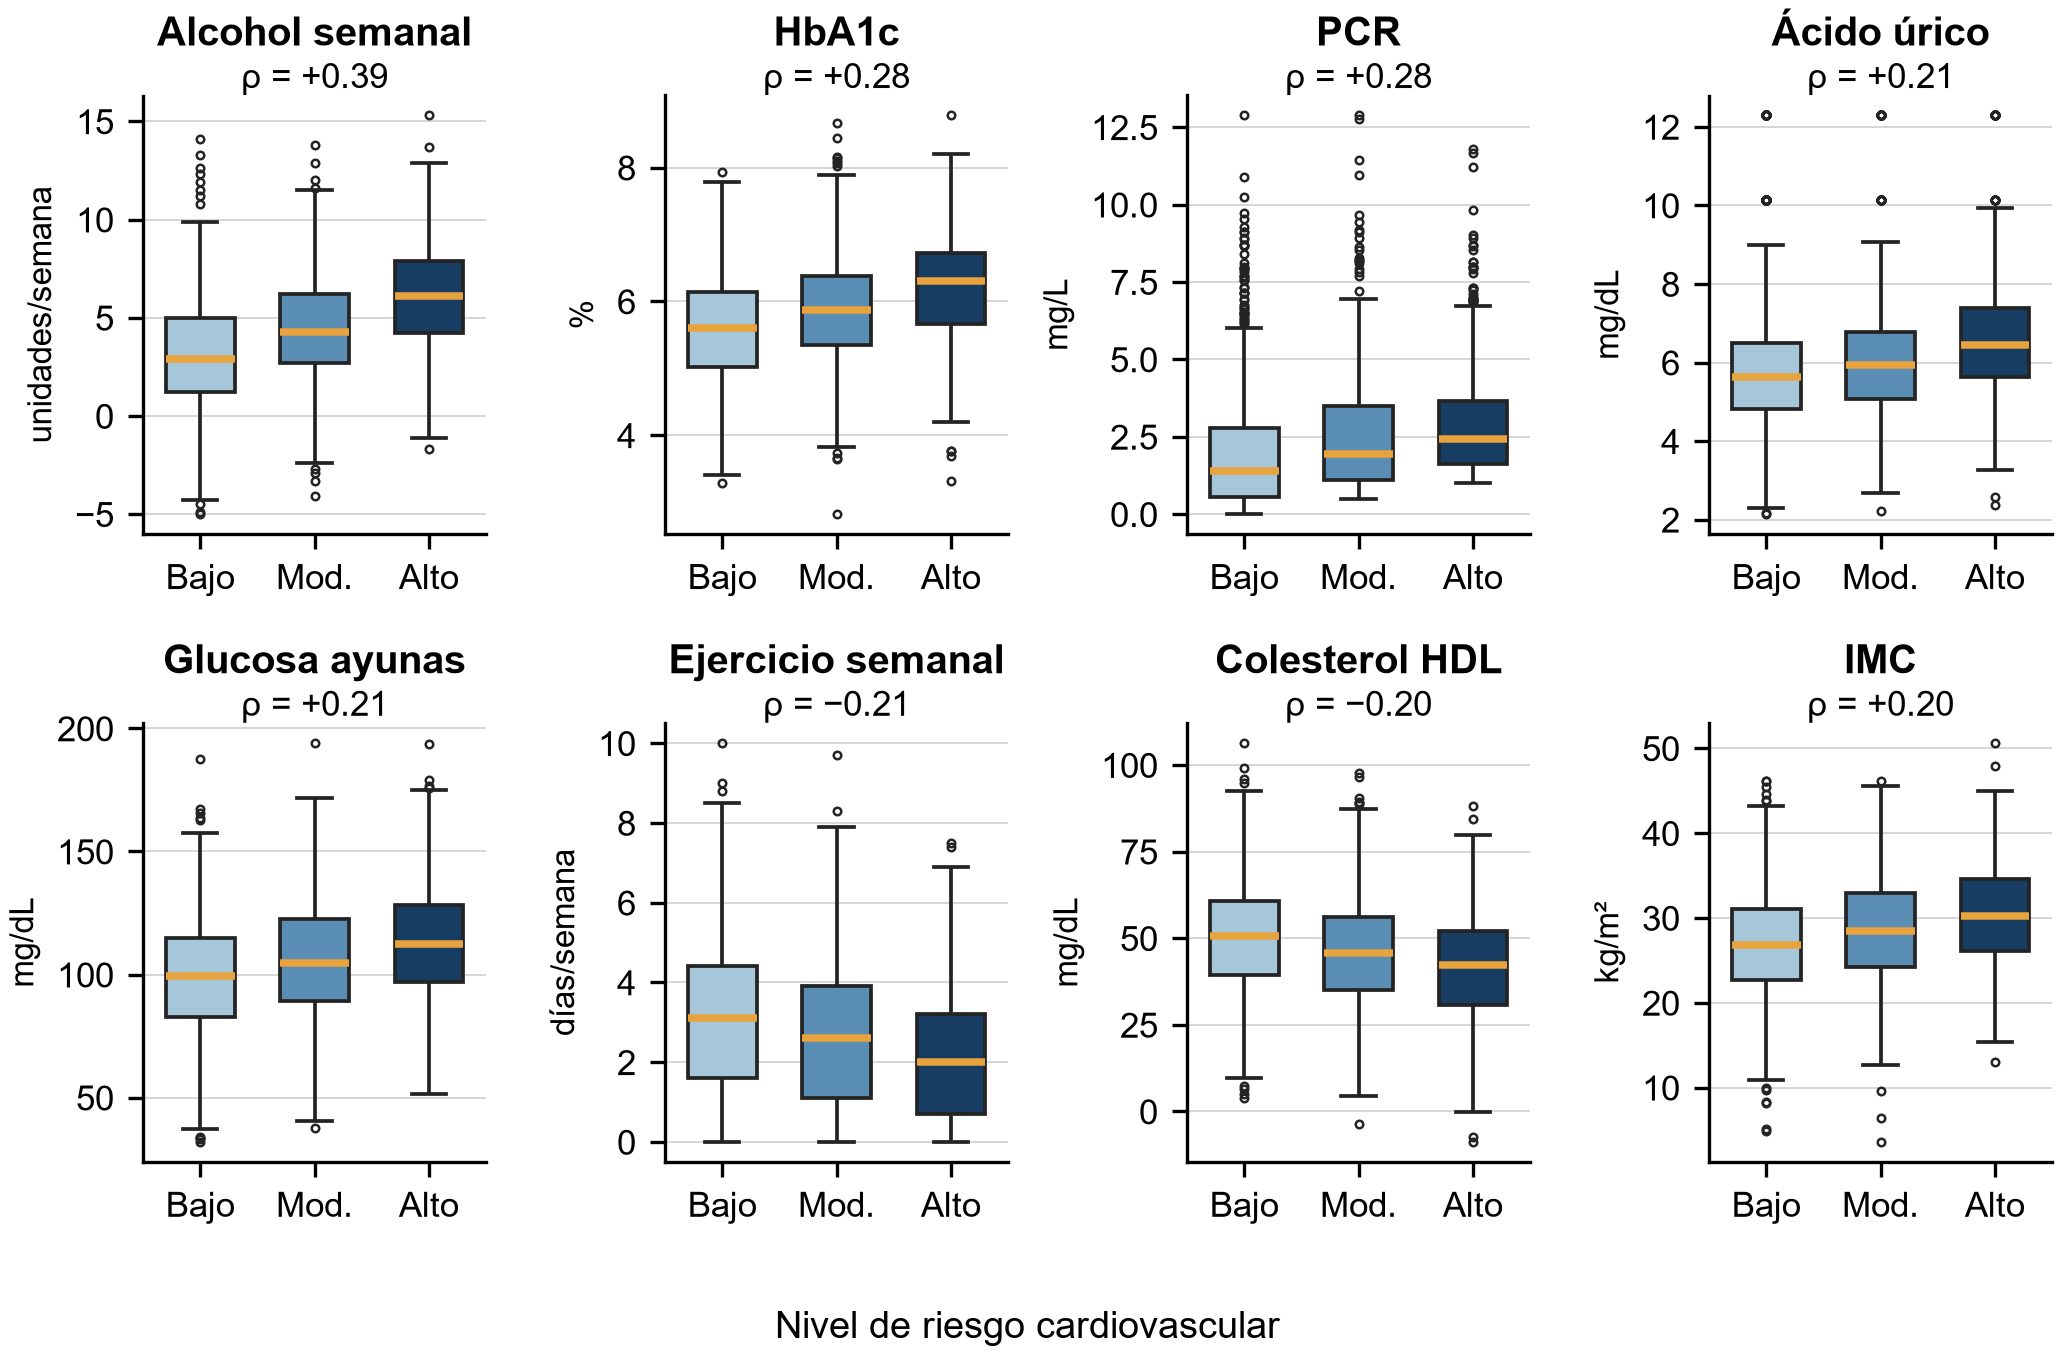 Alcohol semanal
ρ = +0.39
unidades/semana
15
10
5
0
−5
Bajo Mod. Alto
HbA1c
ρ = +0.28
%
8
6
4
Bajo Mod. Alto
PCR
ρ = +0.28
mg/L
12.5
10.0
7.5
5.0
2.5
0.0
Bajo Mod. Alto
Ácido úrico
ρ = +0.21
mg/dL
12
10
8
6
4
2
Bajo Mod. Alto
Glucosa ayunas
ρ = +0.21
mg/dL
200
150
100
50
Bajo Mod. Alto
Ejercicio semanal
ρ = −0.21
días/semana
10
8
6
4
2
0
Bajo Mod. Alto
Colesterol HDL
ρ = −0.20
mg/dL
100
75
50
25
0
Bajo Mod. Alto
IMC
ρ = +0.20
kg/m²
50
40
30
20
10
Bajo Mod. Alto
Nivel de riesgo cardiovascular